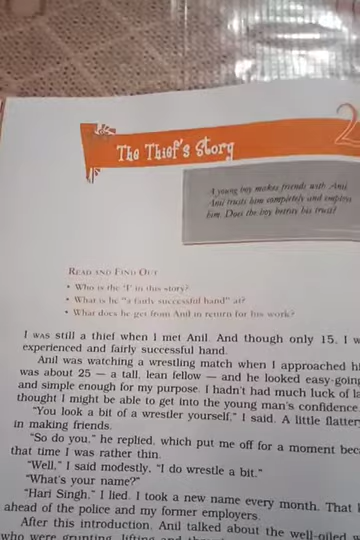 2
The Thief's Story
A young boy makes friends with Anil.
Anil trusts him completely and employs
him. Does the boy betray his trust?
READ AND FIND OUT
• Who is the 'I' in this story?
• What is he "a fairly successful hand" at?
• What does he get from Anil in return for his work?
I WAS still a thief when I met Anil. And though only 15, I w
experienced and fairly successful hand.
Anil was watching a wrestling match when I approached hi
was about 25 — a tall, lean fellow — and he looked easy-going
and simple enough for my purpose. I hadn't had much luck of la
thought I might be able to get into the young man's confidence.
"You look a bit of a wrestler yourself," I said. A little flatter
in making friends.
"So do you," he replied, which put me off for a moment beca
that time I was rather thin.
"Well," I said modestly, "I do wrestle a bit."
"What's your name?"
"Hari Singh," I lied. I took a new name every month. That k
ahead of the police and my former employers.
After this introduction, Anil talked about the well-oiled
who were grunting, lifting and